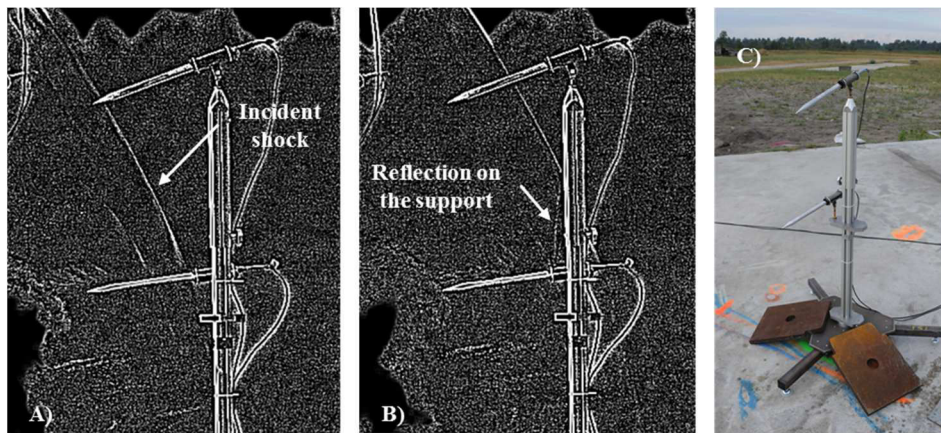 Incident
shock
A)
Reflection on
the support
B)
C)